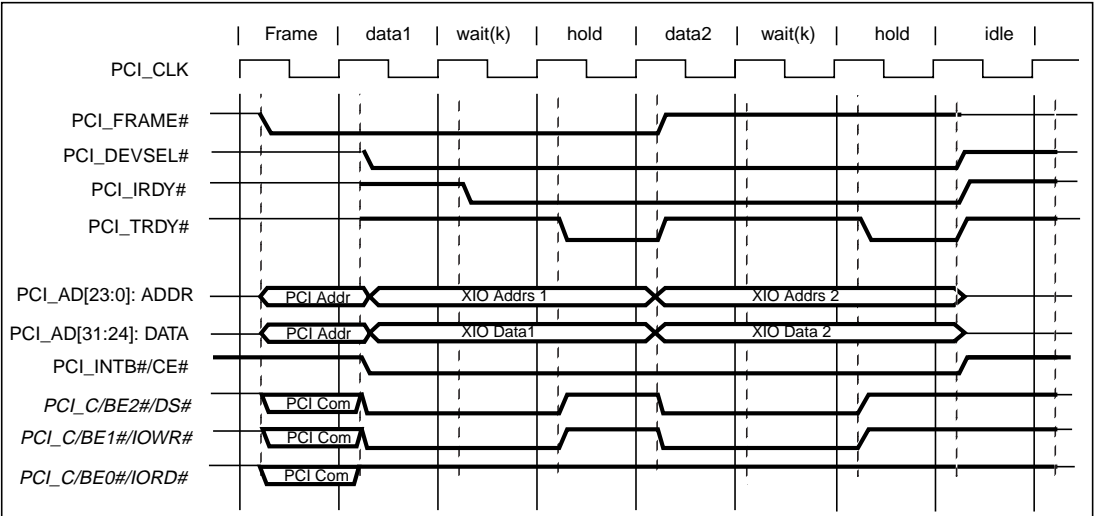 | Frame | data1 | wait(k) | hold | data2 | wait(k) | hold | idle |
PCI_CLK
PCI_FRAME#
PCI_DEVSEL#
PCI_IRDY#
PCI_TRDY#
PCI_AD[23:0]: ADDR PCI Addr XIO Addrs 1 XIO Addrs 2
PCI_AD[31:24]: DATA PCI Addr XIO Data1 XIO Data 2
PCI_INTB#/CE#
PCI_C/BE2#/DS# PCI Com
PCI_C/BE1#/IOWR# PCI Com
PCI_C/BE0#/IORD# PCI Com